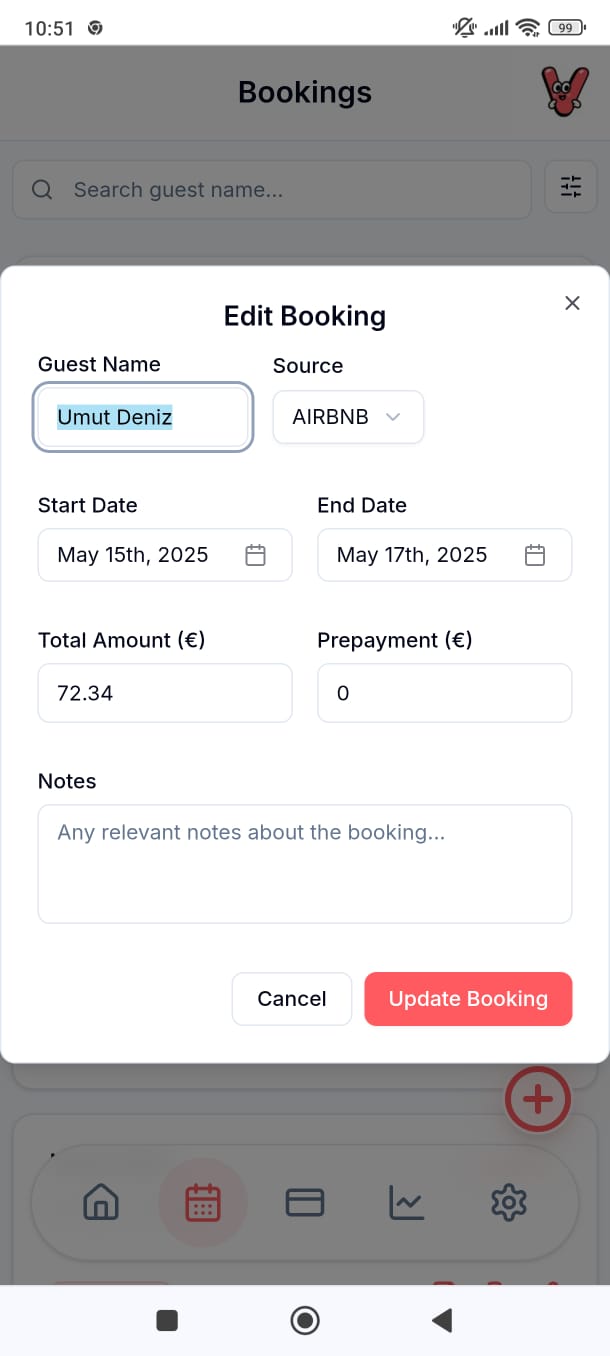 10:51
99
Bookings
Search guest name...
Edit Booking
Guest Name
Source
Umut Deniz
AIRBNB
Start Date
End Date
May 15th, 2025
May 17th, 2025
Total Amount (€)
Prepayment (€)
72.34
0
Notes
Any relevant notes about the booking...
Cancel
Update Booking